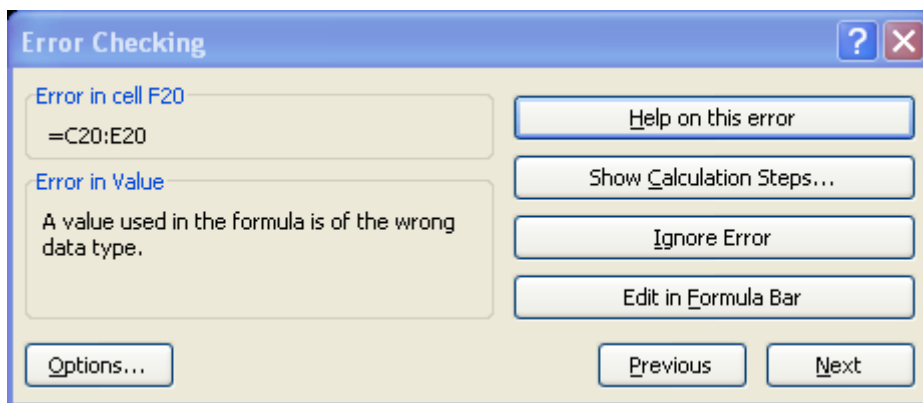 Error Checking
Error in cell F20
=C20:E20
Help on this error
Error in Value
A value used in the formula is of the wrong
data type.
Show Calculation Steps...
Ignore Error
Edit in Formula Bar
Options...
Previous
Next